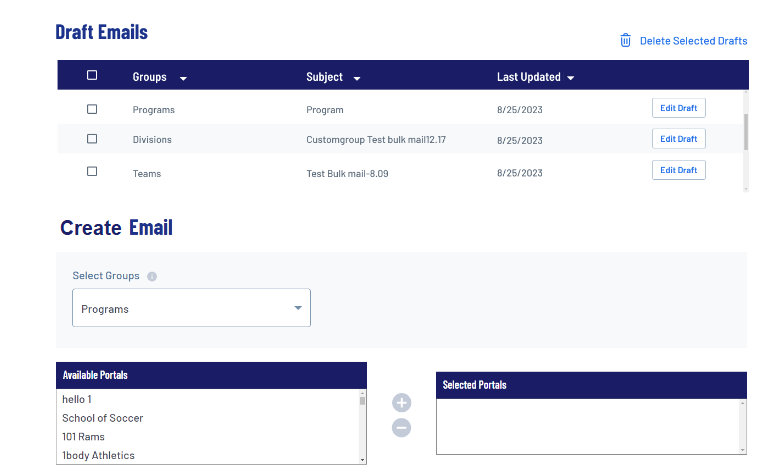 Draft Emails
Delete Selected Drafts
Groups Subject Last Updated
Programs Program 8/25/2023 Edit Draft
Divisions Customgroup Test bulk mail12.17 8/25/2023 Edit Draft
Teams Test Bulk mail-8.09 8/25/2023 Edit Draft
Create Email
Select Groups
Programs
Available Portals
hello 1
School of Soccer
101 Rams
1body Athletics
Selected Portals